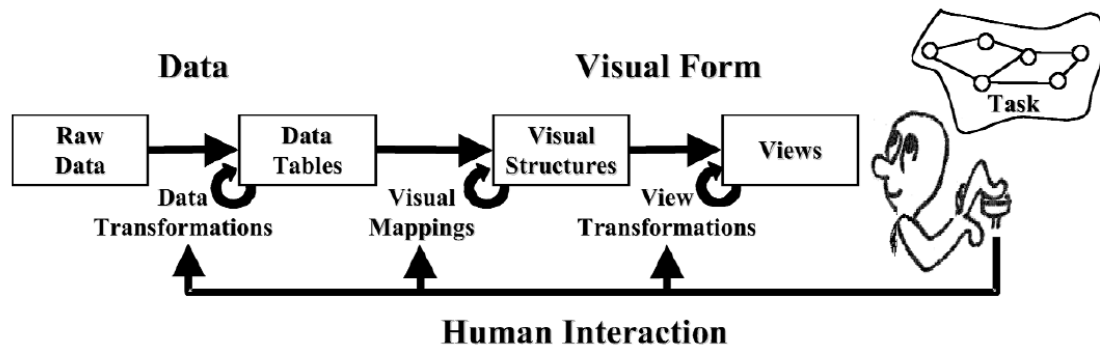 Data
Visual Form
Task
Raw
Data
Data
Tables
Visual
Structures
Views
Data
Transformations
Visual
Mappings
View
Transformations
Human Interaction